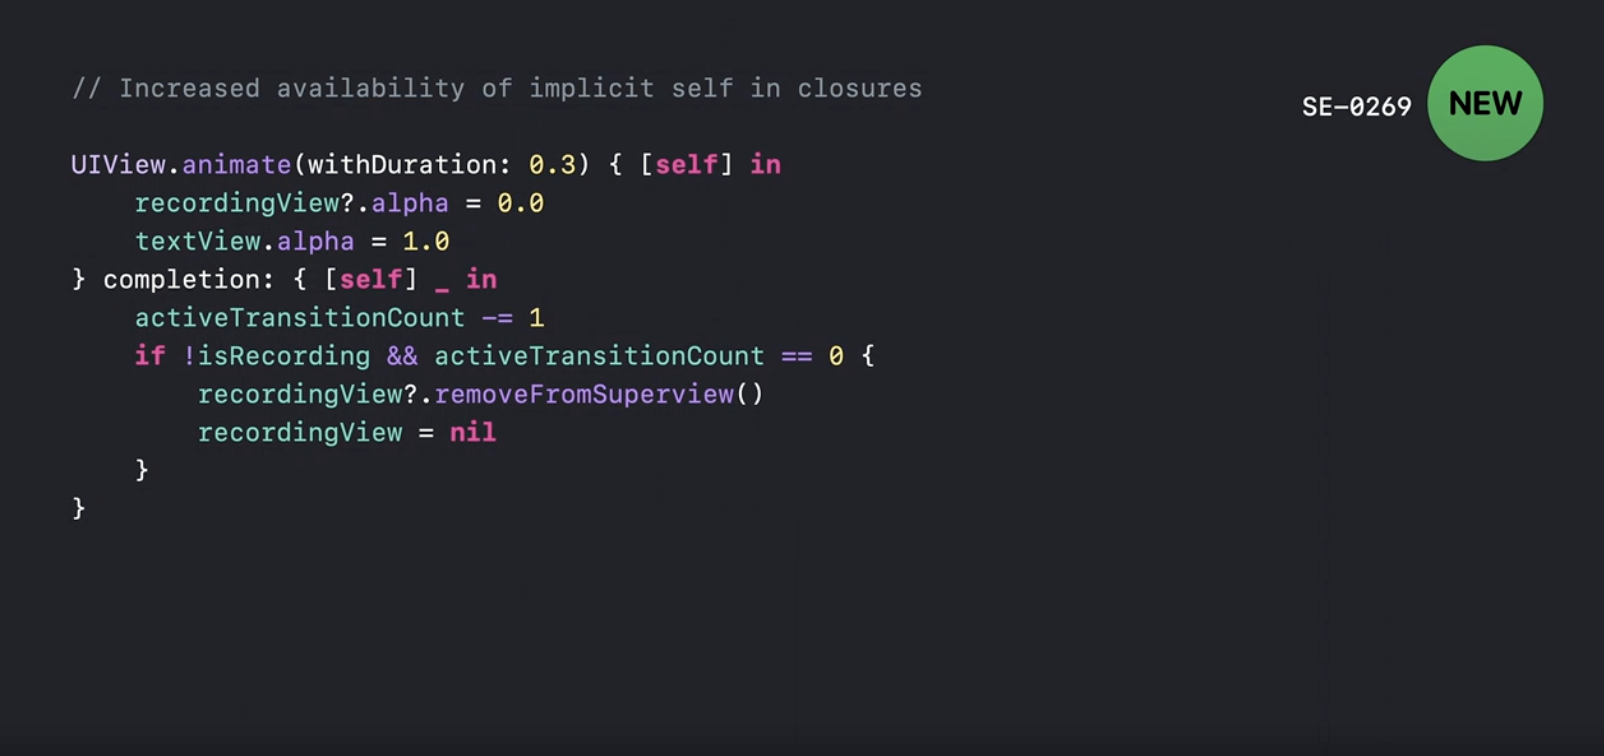 // Increased availability of implicit self in closures
SE-0269
NEW
UIView.animate(withDuration: 0.3) { [self] in
    recordingView?.alpha = 0.0
    textView.alpha = 1.0
} completion: { [self] _ in
    activeTransitionCount -= 1
    if !isRecording && activeTransitionCount == 0 {
        recordingView?.removeFromSuperview()
        recordingView = nil
    }
}